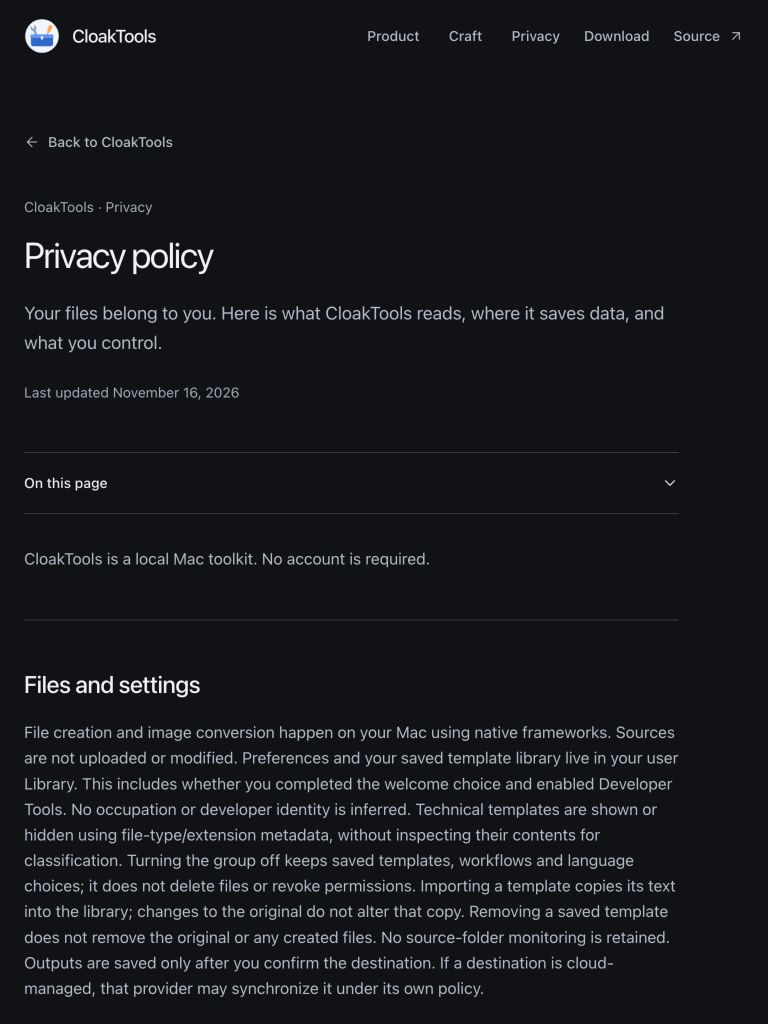 CloakTools
Product
Craft
Privacy
Download
Source ↗
← Back to CloakTools
CloakTools · Privacy
Privacy policy
Your files belong to you. Here is what CloakTools reads, where it saves data, and
what you control.
Last updated November 16, 2026
On this page
CloakTools is a local Mac toolkit. No account is required.
Files and settings
File creation and image conversion happen on your Mac using native frameworks. Sources
are not uploaded or modified. Preferences and your saved template library live in your user
Library. This includes whether you completed the welcome choice and enabled Developer
Tools. No occupation or developer identity is inferred. Technical templates are shown or
hidden using file-type/extension metadata, without inspecting their contents for
classification. Turning the group off keeps saved templates, workflows and language
choices; it does not delete files or revoke permissions. Importing a template copies its text
into the library; changes to the original do not alter that copy. Removing a saved template
does not remove the original or any created files. No source-folder monitoring is retained.
Outputs are saved only after you confirm the destination. If a destination is cloud-
managed, that provider may synchronize it under its own policy.